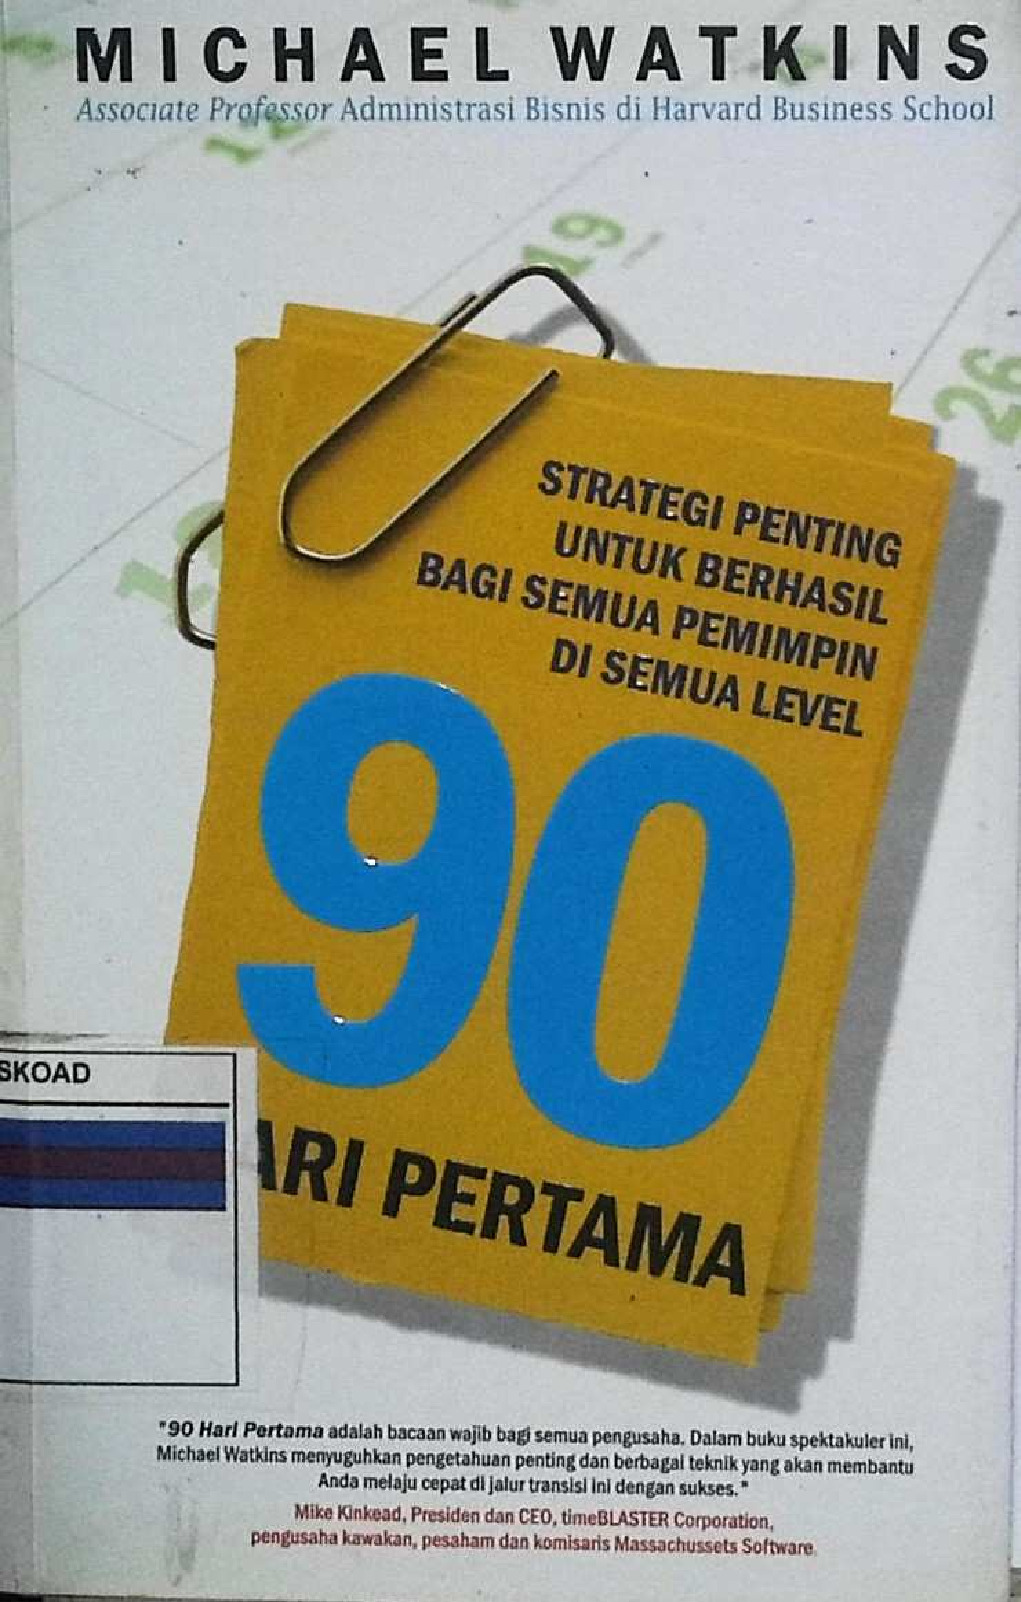 MICHAEL WATKINS
Associate Professor Administrasi Bisnis di Harvard Business School
12
19
26
STRATEGI PENTING
UNTUK BERHASIL
BAGI SEMUA PEMIMPIN
DI SEMUA LEVEL
90
ARI PERTAMA
SKOAD
"90 Hari Pertama adalah bacaan wajib bagi semua pengusaha. Dalam buku spektakuler ini,
Michael Watkins menyuguhkan pengetahuan penting dan berbagai teknik yang akan membantu
Anda melaju cepat di jalur transisi ini dengan sukses."
Mike Kinkead, Presiden dan CEO, timeBLASTER Corporation,
pengusaha kawakan, pesaham dan komisaris Massachussets Software.